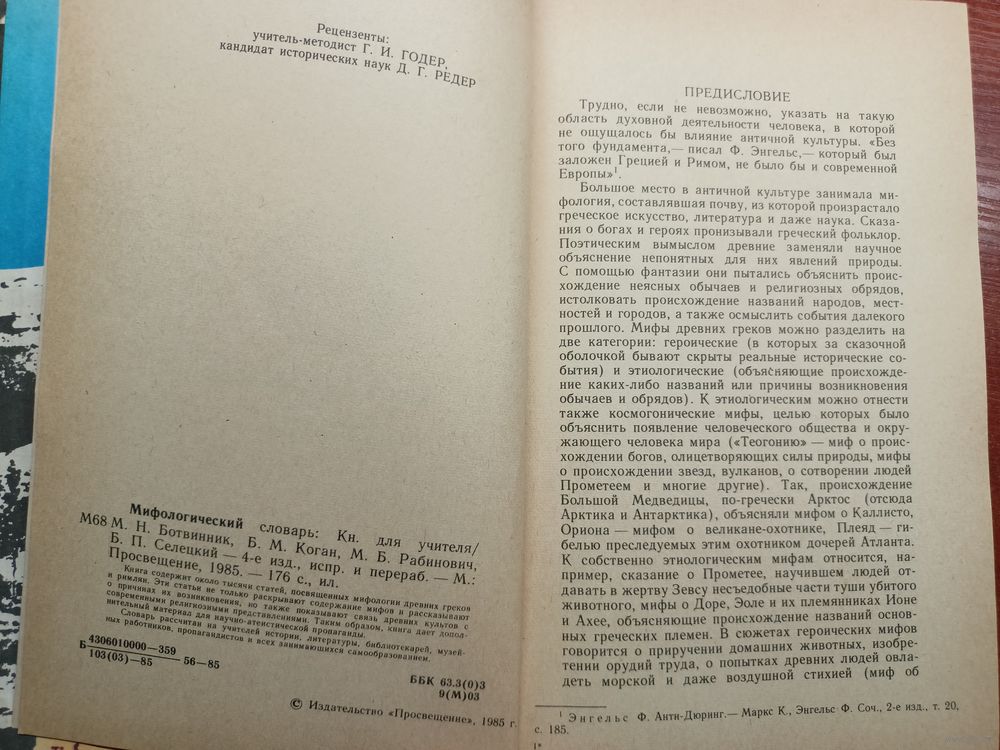 Рецензенты:
учитель-методист Г. И. ГОДЕР,
кандидат исторических наук Д. Г. РЕДЕР
Мифологический словарь: Кн. для учителя/
М68 М. Н. Ботвинник, Б. М. Коган, М. Б. Рабинович,
Б. П. Селецкий — 4-е изд., испр. и перераб. — М.:
Просвещение, 1985. — 176 с., ил.
Книга содержит около тысячи статей, посвященных мифологии древних греков
и римлян. Эти статьи не только раскрывают содержание мифов и рассказывают
о причинах их возникновения, но также показывают связь древних культов с
современными религиозными представлениями. Таким образом, книга дает допол-
нительный материал для научно-атеистической пропаганды.
Словарь рассчитан на учителей истории, литературы, библиотекарей, музей-
ных работников, пропагандистов и всех занимающихся самообразованием.
Б 4306010000—359
103(03)—85 56—85
ББК 63.3(0)3
9(М)03
© Издательство «Просвещение», 1985 г.
ПРЕДИСЛОВИЕ
Трудно, если не невозможно, указать на такую
область духовной деятельности человека, в которой
не ощущалось бы влияние античной культуры. «Без
того фундамента,— писал Ф. Энгельс,— который был
заложен Грецией и Римом, не было бы и современной
Европы»¹.
Большое место в античной культуре занимала ми-
фология, составлявшая почву, из которой произрастало
греческое искусство, литература и даже наука. Сказа-
ния о богах и героях пронизывали греческий фольклор.
Поэтическим вымыслом древние заменяли научное
объяснение непонятных для них явлений природы.
С помощью фантазии они пытались объяснить проис-
хождение неясных обычаев и религиозных обрядов,
истолковать происхождение названий народов, мест-
ностей и городов, а также осмыслить события далекого
прошлого. Мифы древних греков можно разделить на
две категории: героические (в которых за сказочной
оболочкой бывают скрыты реальные исторические со-
бытия) и этиологические (объясняющие происхожде-
ние каких-либо названий или причины возникновения
обычаев и обрядов). К этиологическим можно отнести
также космогонические мифы, целью которых было
объяснить появление человеческого общества и окру-
жающего человека мира («Теогонию» — миф о проис-
хождении богов, олицетворяющих силы природы, мифы
о происхождении звезд, вулканов, о сотворении людей
Прометеем и многие другие). Так, происхождение
Большой Медведицы, по-гречески Арктос (отсюда
Арктика и Антарктика), объясняли мифом о Каллисто,
Ориона — мифом о великане-охотнике, Плеяд — ги-
белью преследуемых этим охотником дочерей Атланта.
К собственно этиологическим мифам относится, на-
пример, сказание о Прометее, научившем людей от-
давать в жертву Зевсу несъедобные части туши убитого
животного, мифы о Доре, Эоле и их племянниках Ионе
и Ахее, объясняющие происхождение названий основ-
ных греческих племен. В сюжетах героических мифов
говорится о приручении домашних животных, изобре-
тении орудий труда, о попытках древних людей овла-
деть морской и даже воздушной стихией (миф об
¹ Энгельс Ф. Анти-Дюринг.— Маркс К., Энгельс Ф. Соч., 2-е изд., т. 20,
с. 185.
1*